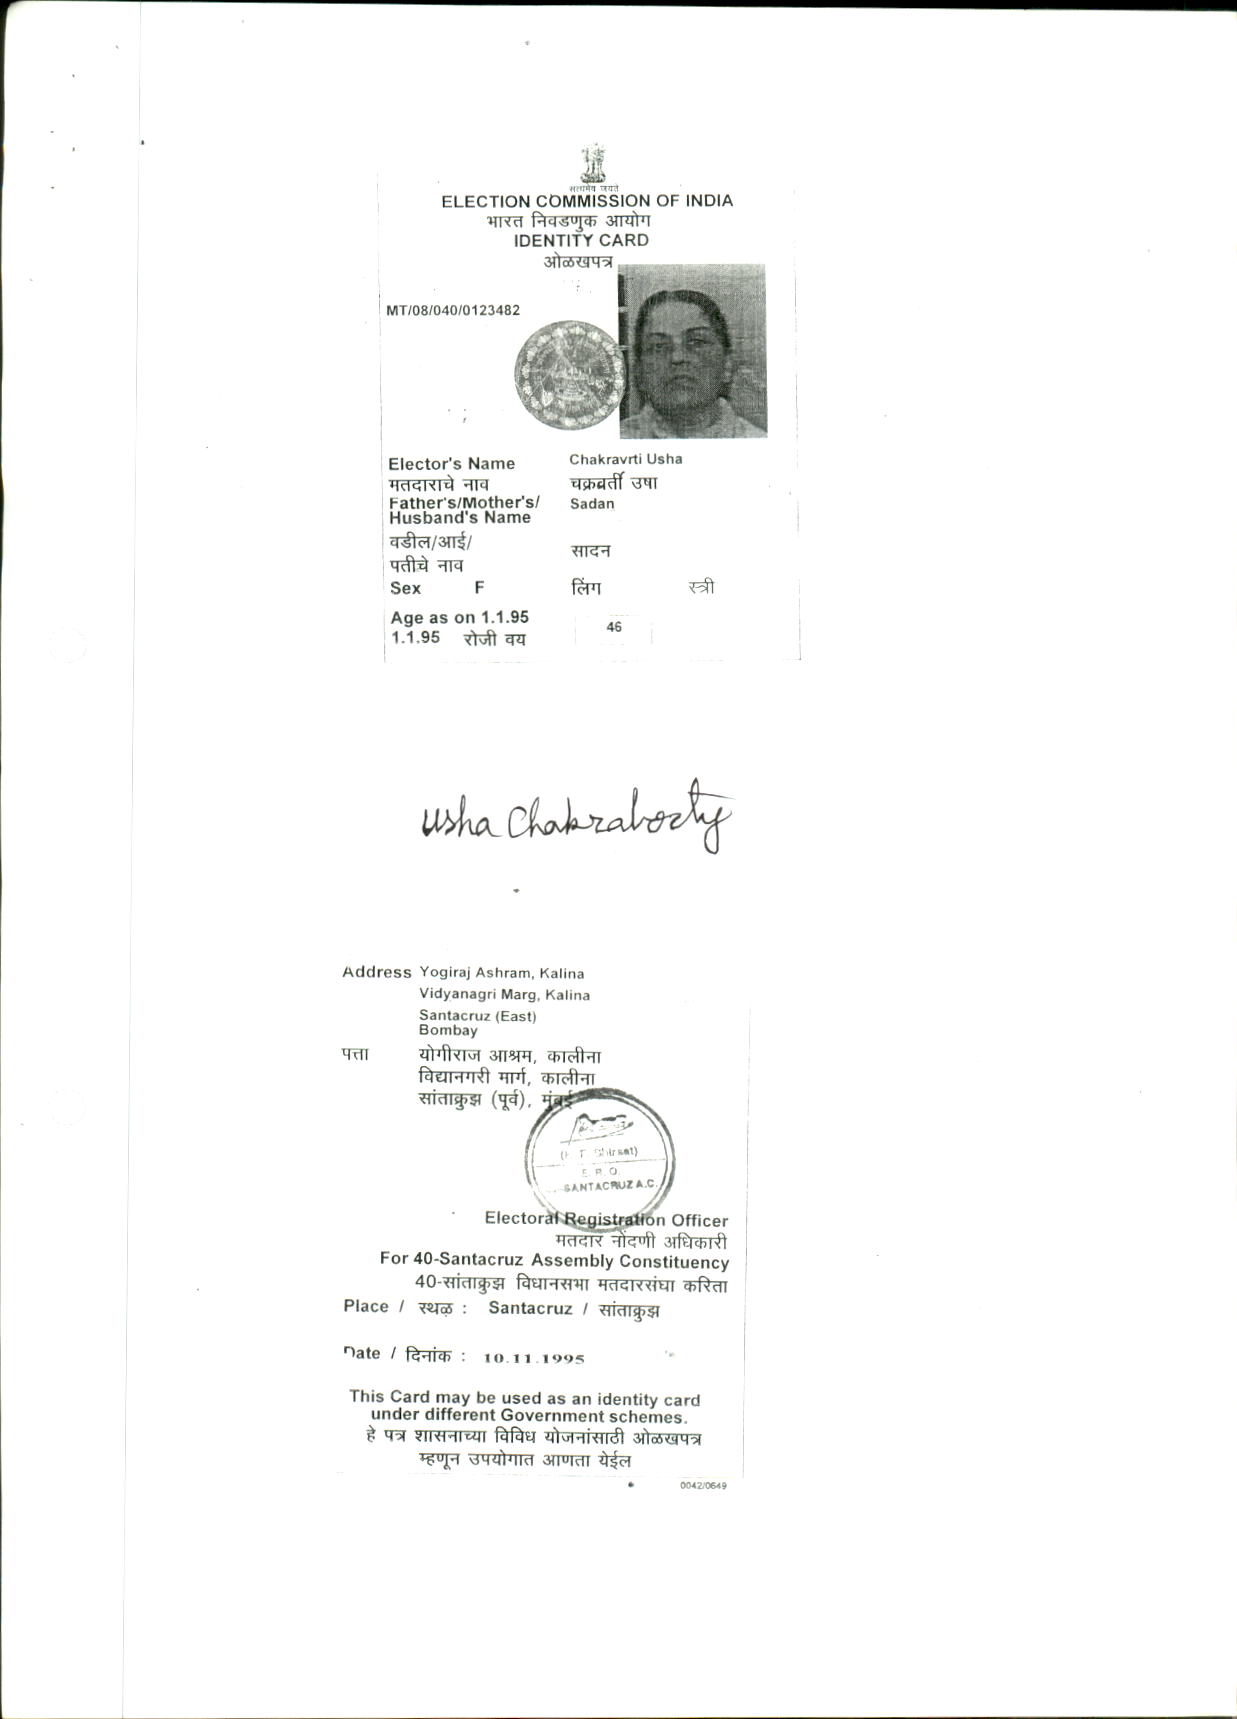 सत्यमेव जयते
ELECTION COMMISSION OF INDIA
भारत निवडणुक आयोग
IDENTITY CARD
ओळखपत्र
MT/08/040/0123482
Elector's Name Chakravrti Usha
मतदाराचे नाव चक्रवर्ती उषा
Father's/Mother's/ Sadan
Husband's Name
वडील/आई/ सादन
पतीचे नाव
Sex F लिंग स्त्री
Age as on 1.1.95 46
1.1.95 रोजी वय
Usha Chakraborty
Address Yogiraj Ashram, Kalina
Vidyanagri Marg, Kalina
Santacruz (East)
Bombay
पत्ता योगीराज आश्रम, कालीना
विद्यानगरी मार्ग, कालीना
सांताक्रुझ (पूर्व), मुंबई
Shirsat)
E. R. O.
SANTACRUZ A.C.
Electoral Registration Officer
मतदार नोंदणी अधिकारी
For 40-Santacruz Assembly Constituency
40-सांताक्रुझ विधानसभा मतदारसंघा करिता
Place / स्थळ : Santacruz / सांताक्रुझ
Date / दिनांक : 10.11.1995
This Card may be used as an identity card
under different Government schemes.
हे पत्र शासनाच्या विविध योजनांसाठी ओळखपत्र
म्हणून उपयोगात आणता येईल
0042/0649